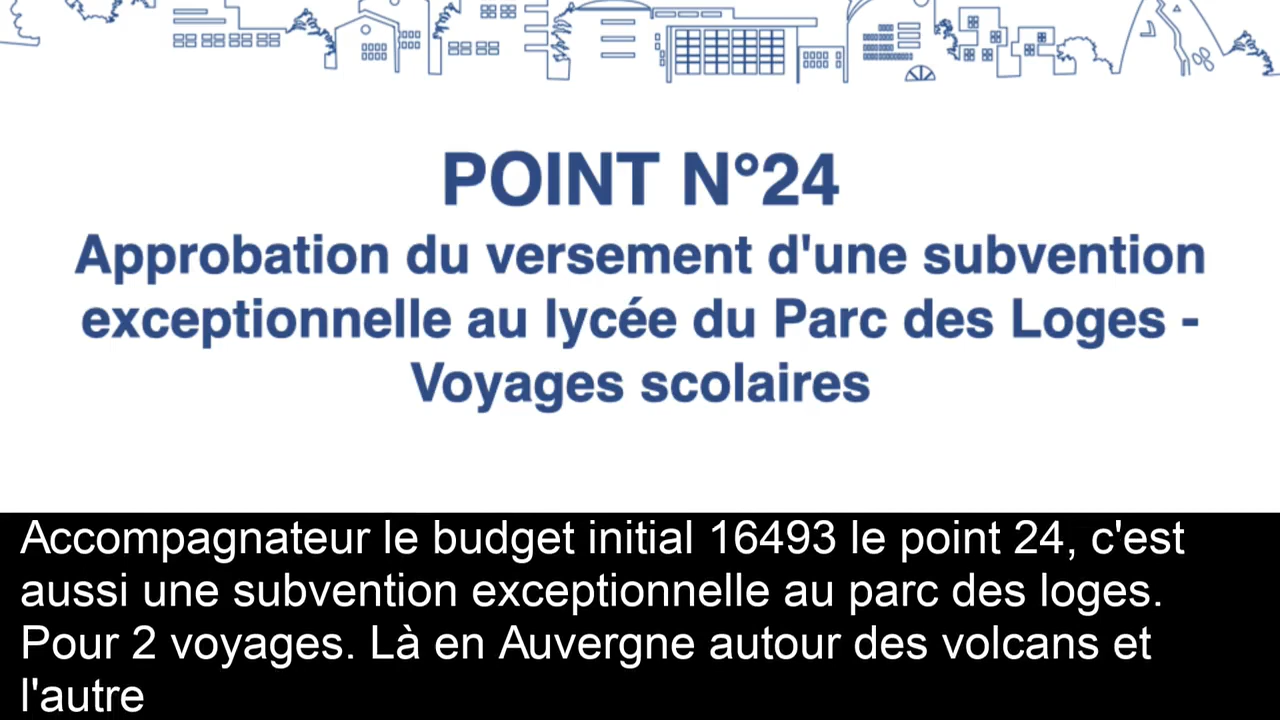 POINT N°24
Approbation du versement d'une subvention
exceptionnelle au lycée du Parc des Loges -
Voyages scolaires
Accompagnateur le budget initial 16493 le point 24, c'est
aussi une subvention exceptionnelle au parc des loges.
Pour 2 voyages. Là en Auvergne autour des volcans et
l'autre